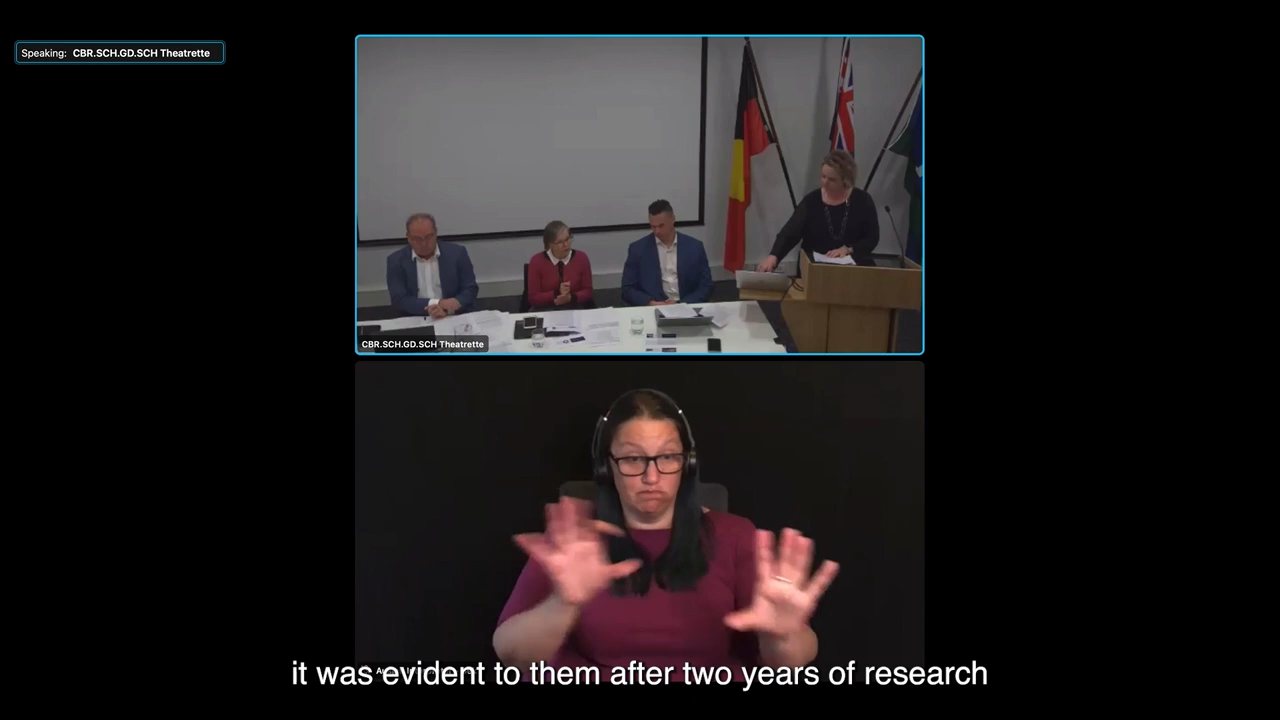 Speaking: CBR.SCH.GD.SCH Theatrette
CBR.SCH.GD.SCH Theatrette
it was evident to them after two years of research